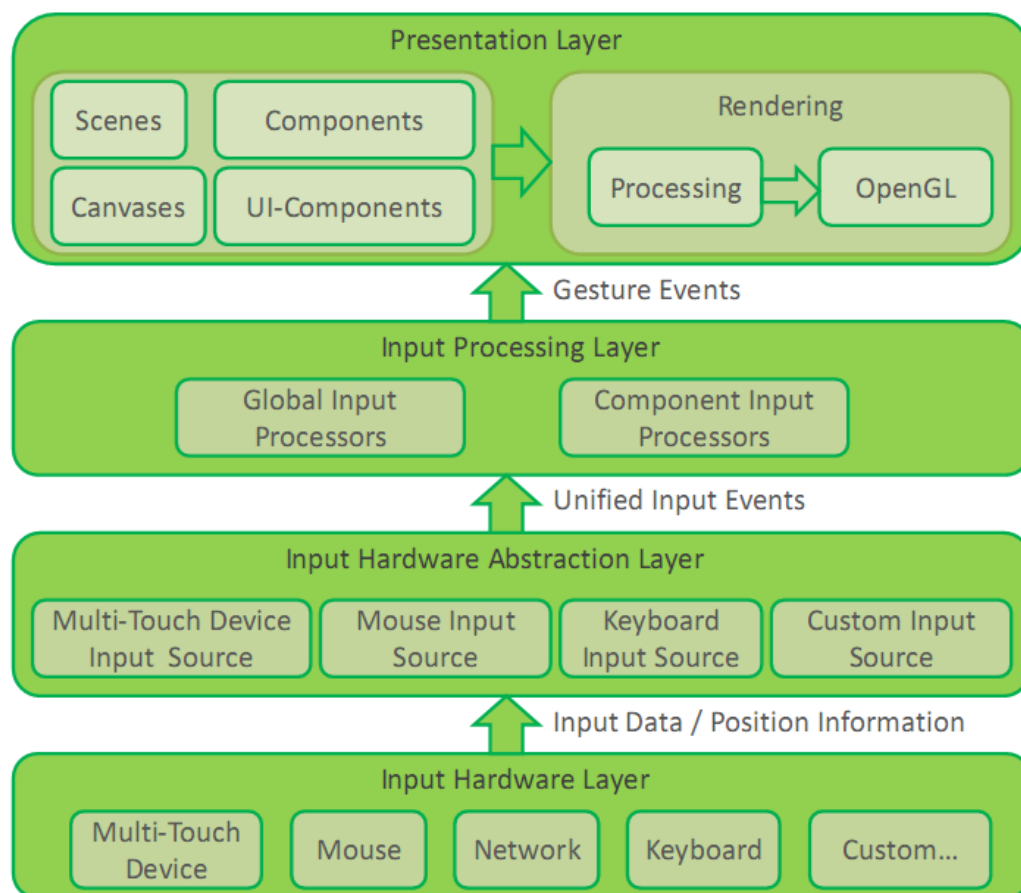 Presentation Layer
Scenes
Components
Canvases
UI-Components
Rendering
Processing
OpenGL
Gesture Events
Input Processing Layer
Global Input
Processors
Component Input
Processors
Unified Input Events
Input Hardware Abstraction Layer
Multi-Touch Device
Input Source
Mouse Input
Source
Keyboard
Input Source
Custom Input
Source
Input Data / Position Information
Input Hardware Layer
Multi-Touch
Device
Mouse
Network
Keyboard
Custom...